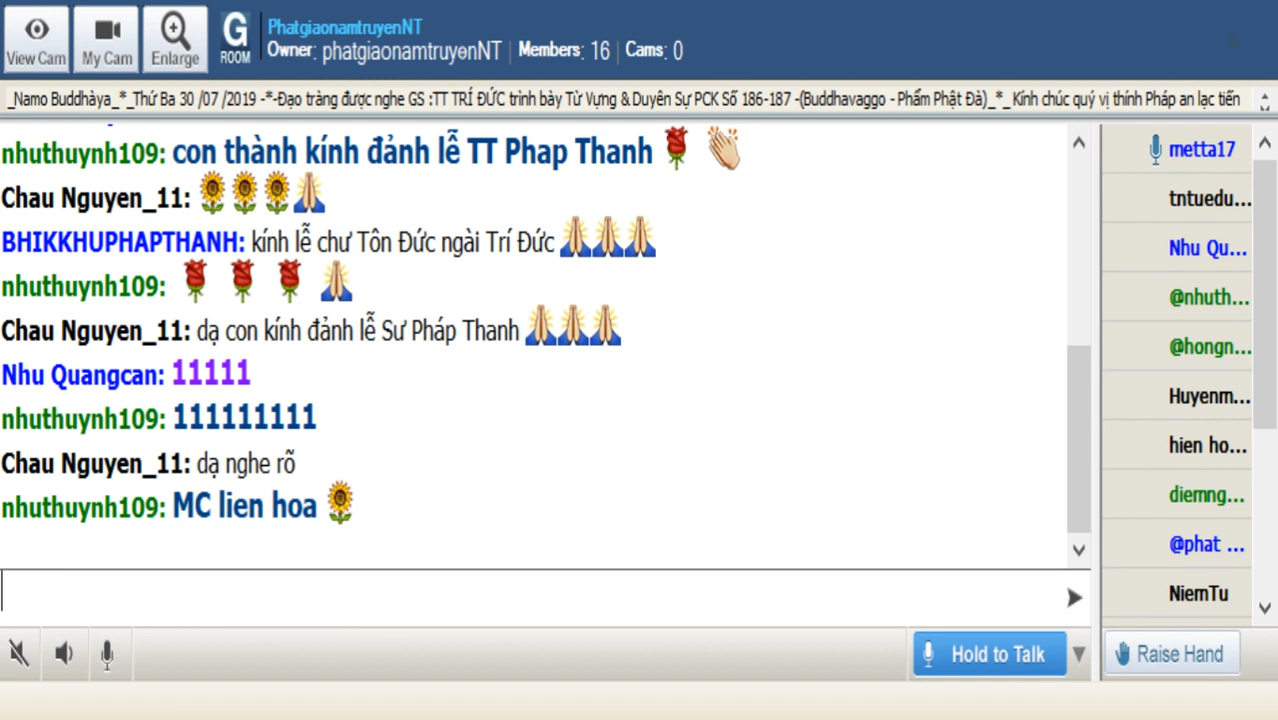 PhatgiaonamtruyenNT
View Cam
My Cam
Enlarge
G
ROOM
Owner: phatgiaonamtruyenNT | Members: 16 | Cams: 0
_Namo Buddhàya_*_Thứ Ba 30 /07 /2019 -*-Đạo tràng được nghe GS :TT TRÍ ĐỨC trình bày Từ Vựng & Duyên Sự PCK Số 186-187 -(Buddhavaggo - Phẩm Phật Đà)_*_ Kính chúc quý vị thính Pháp an lạc tiến
nhuthuynh109: con thành kính đảnh lễ TT Phap Thanh 🌹 👏
Chau Nguyen_11: 🌻🌻🌻🙏
BHIKKHUPHAPTHANH: kính lễ chư Tôn Đức ngài Trí Đức 🙏🙏🙏
nhuthuynh109: 🌹 🌹 🌹 🙏
Chau Nguyen_11: dạ con kính đảnh lễ Sư Pháp Thanh 🙏🙏🙏
Nhu Quangcan: 11111
nhuthuynh109: 111111111
Chau Nguyen_11: dạ nghe rõ
nhuthuynh109: MC lien hoa 🌻
metta17
tntuedu...
Nhu Qu...
@nhuth...
@hongn...
Huyenm...
hien ho...
diemng...
@phat ...
NiemTu
Hold to Talk
Raise Hand